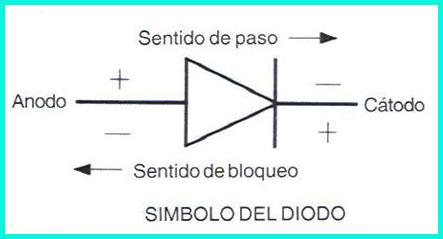 Sentido de paso
+ −
Anodo Cátodo
− +
Sentido de bloqueo
SIMBOLO DEL DIODO